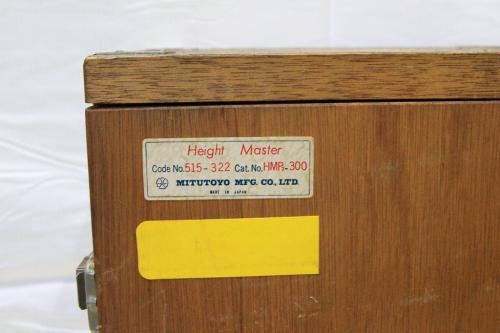 Height Master
Code No. 515-322 Cat. No. HMR-300
MITUTOYO MFG. CO., LTD.
MADE IN JAPAN